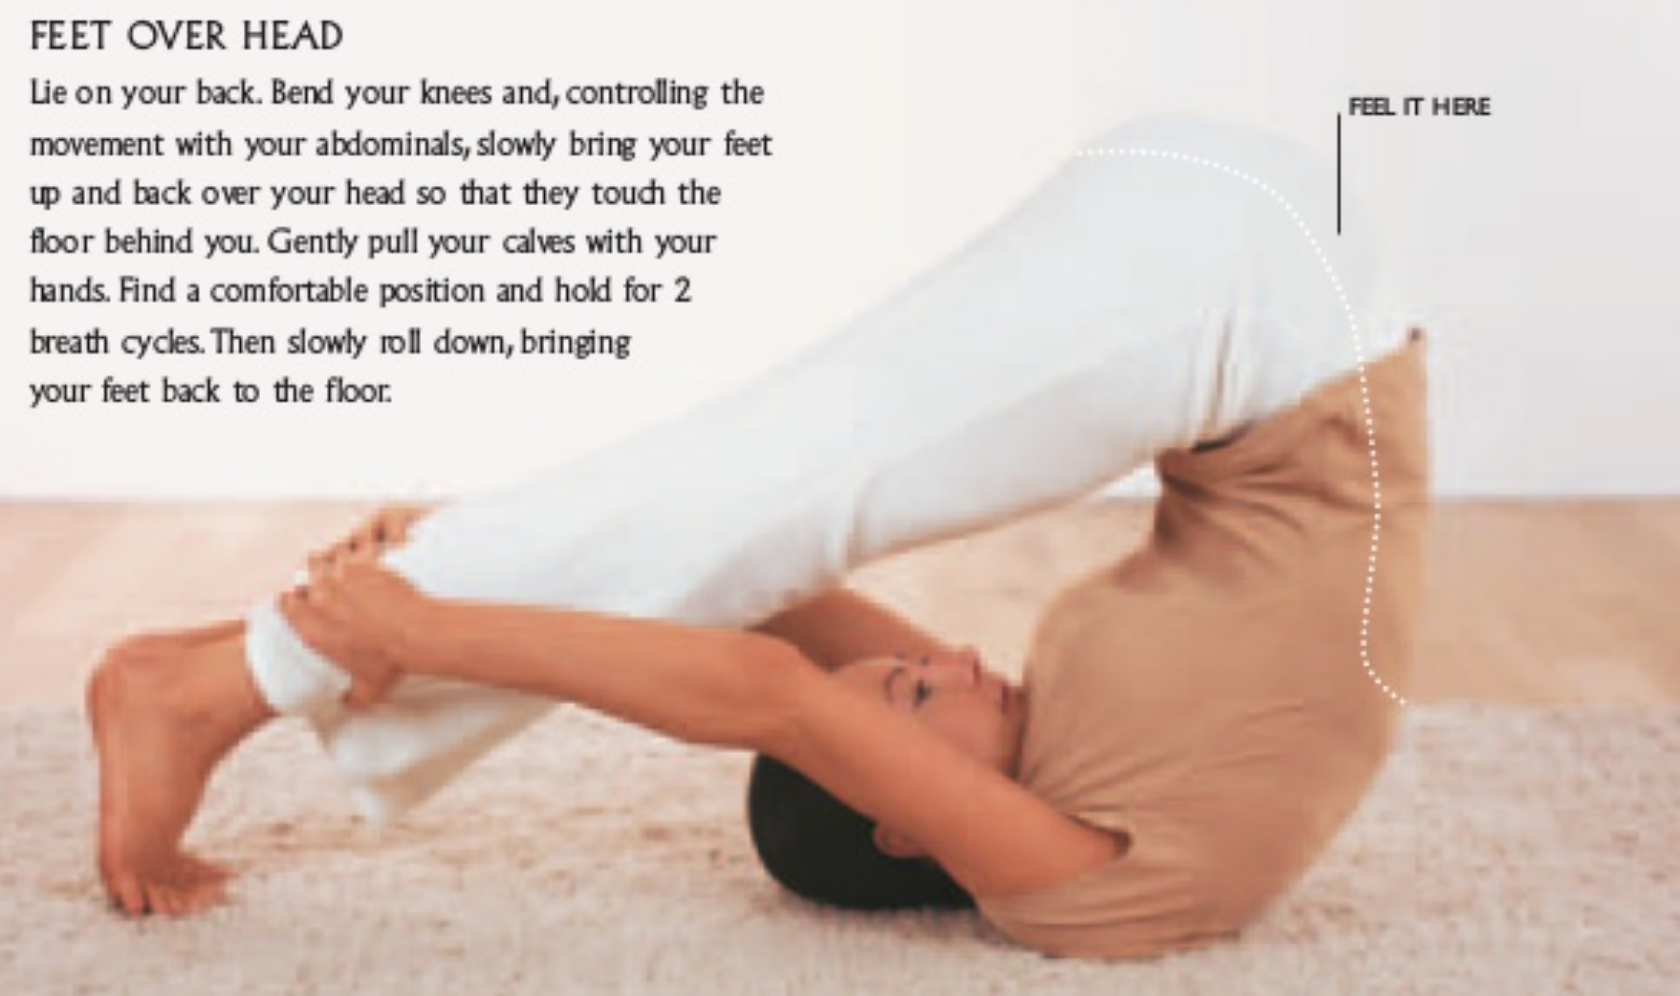 FEET OVER HEAD
Lie on your back. Bend your knees and, controlling the
movement with your abdominals, slowly bring your feet
up and back over your head so that they touch the
floor behind you. Gently pull your calves with your
hands. Find a comfortable position and hold for 2
breath cycles. Then slowly roll down, bringing
your feet back to the floor.
FEEL IT HERE